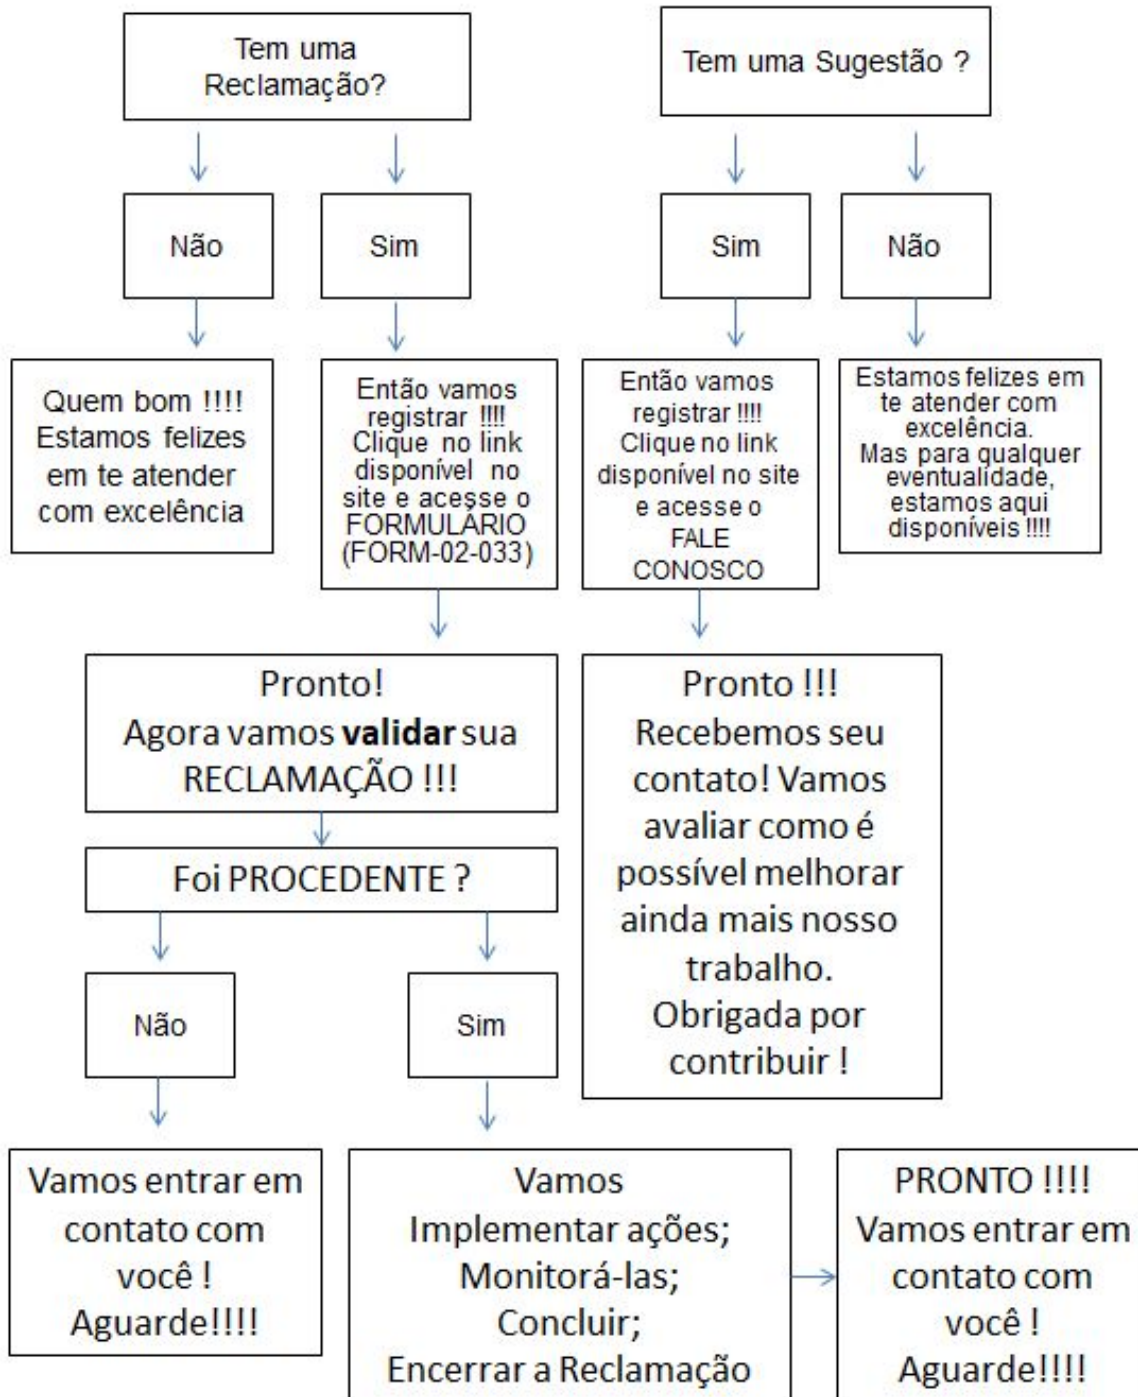 Tem uma
Reclamação?
Tem uma Sugestão ?
Não
Sim
Sim
Não
Quem bom !!!!
Estamos felizes
em te atender
com excelência
Então vamos
registrar !!!!
Clique no link
disponível no
site e acesse o
FORMULÁRIO
(FORM-02-033)
Então vamos
registrar !!!!
Clique no link
disponível no site
e acesse o
FALE
CONOSCO
Estamos felizes em
te atender com
excelência.
Mas para qualquer
eventualidade,
estamos aqui
disponíveis !!!!
Pronto!
Agora vamos validar sua
RECLAMAÇÃO !!!
Pronto !!!
Recebemos seu
contato! Vamos
avaliar como é
possível melhorar
ainda mais nosso
trabalho.
Obrigada por
contribuir !
Foi PROCEDENTE ?
Não
Sim
Vamos entrar em
contato com
você !
Aguarde!!!!
Vamos
Implementar ações;
Monitorá-las;
Concluir;
Encerrar a Reclamação
PRONTO !!!!
Vamos entrar em
contato com
você !
Aguarde!!!!